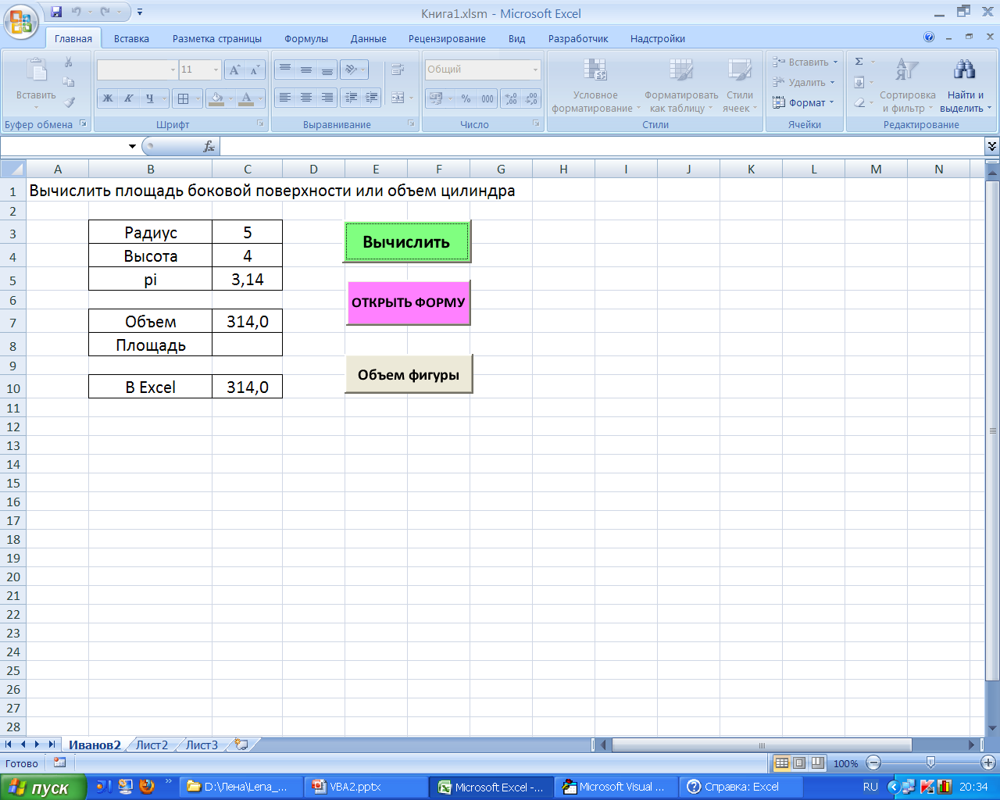 Книга1.xlsm - Microsoft Excel
Главная Вставка Разметка страницы Формулы Данные Рецензирование Вид Разработчик Надстройки
Вставить
11
Ж К Ч
Общий
% 000
Условное форматирование
Форматировать как таблицу
Стили ячеек
Вставить
Удалить
Формат
Σ
Сортировка и фильтр
Найти и выделить
Буфер обмена Шрифт Выравнивание Число Стили Ячейки Редактирование
fx
A B C D E F G H I J K L M N
1 Вычислить площадь боковой поверхности или объем цилиндра
2
3 Радиус 5 Вычислить
4 Высота 4
5 pi 3,14
6 ОТКРЫТЬ ФОРМУ
7 Объем 314,0
8 Площадь
9 Объем фигуры
10 В Excel 314,0
11
12
13
14
15
16
17
18
19
20
21
22
23
24
25
26
27
28
Иванов2 Лист2 Лист3
Готово 100%
пуск D:\Лена\Lena_... VBA2.pptx Microsoft Excel -... Microsoft Visual ... Справка: Excel RU 20:34